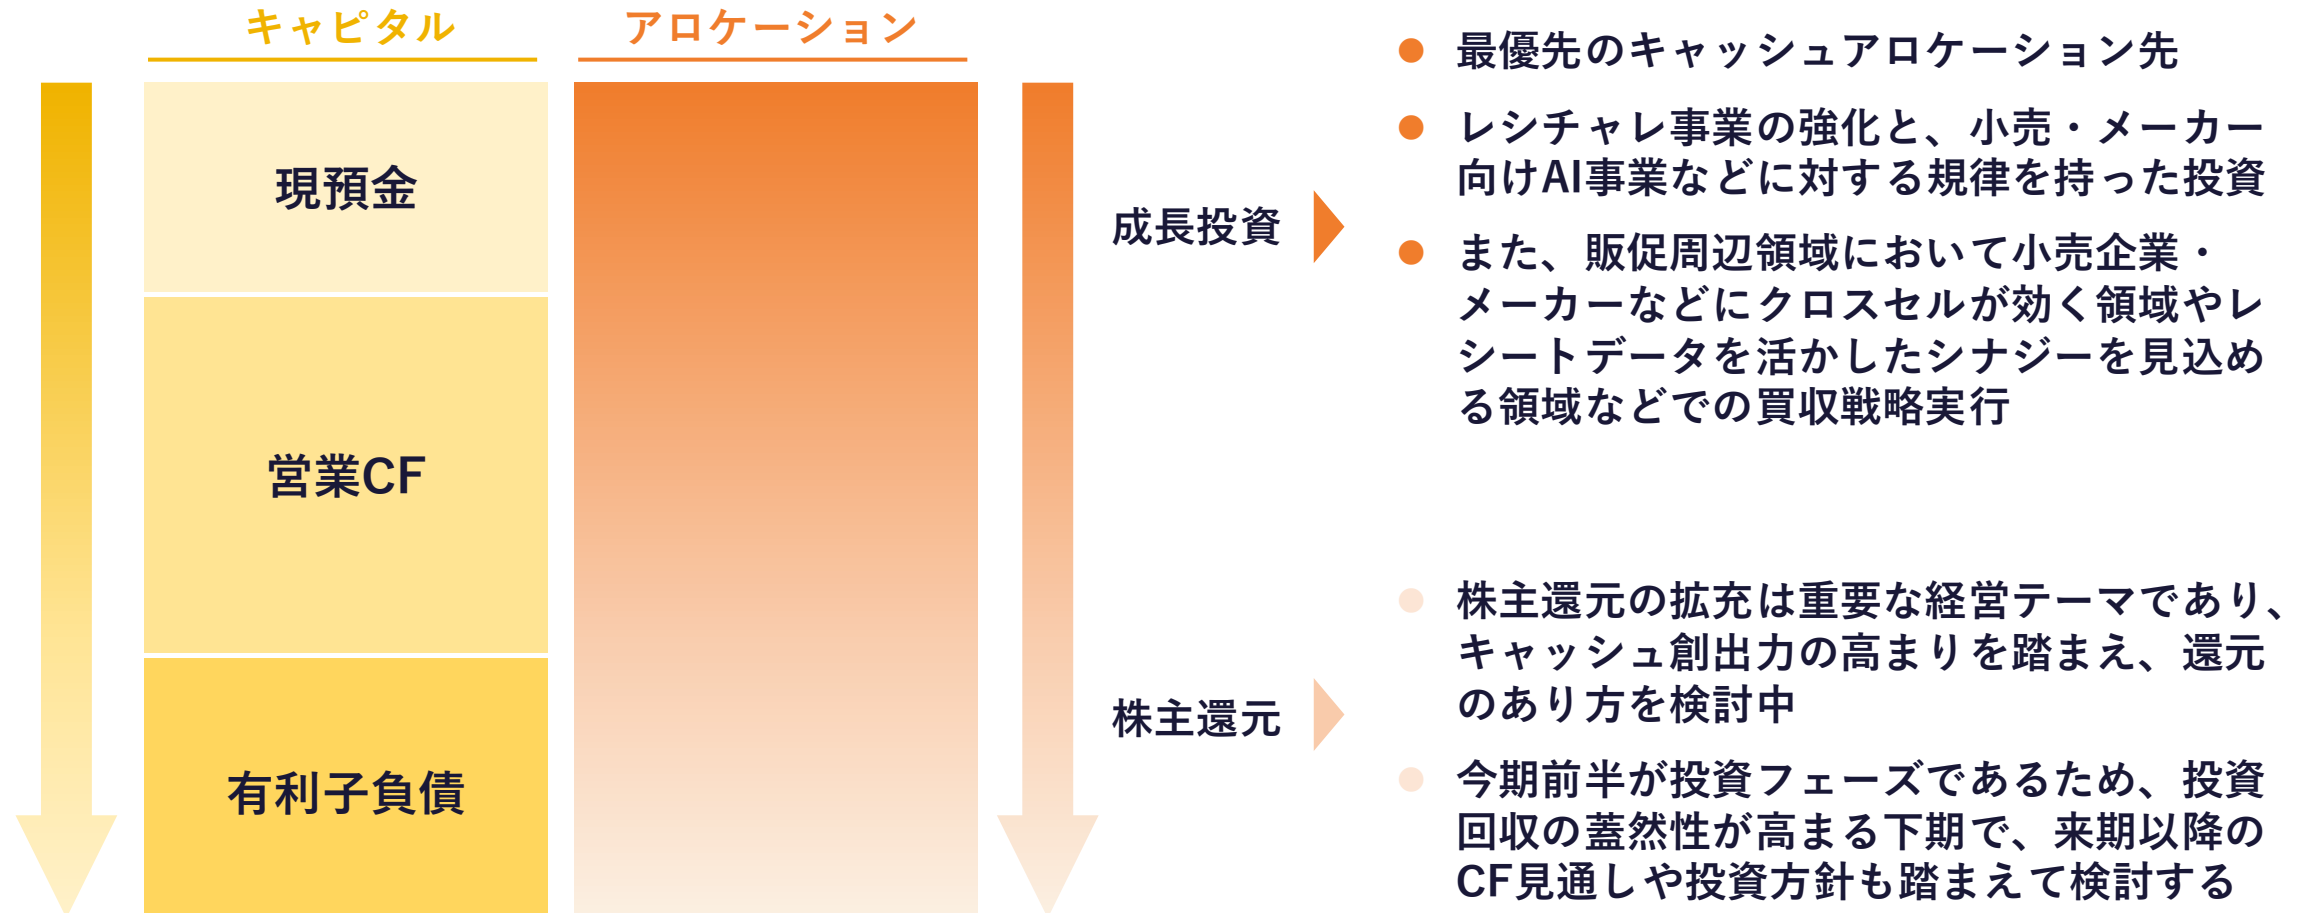 キャピタル
アロケーション
現預金
営業CF
有利子負債
成長投資
最優先のキャッシュアロケーション先
レシチャレ事業の強化と、小売・メーカー
向けAI事業などに対する規律を持った投資
また、販促周辺領域において小売企業・
メーカーなどにクロスセルが効く領域やレ
シートデータを活かしたシナジーを見込め
る領域などでの買収戦略実行
株主還元
株主還元の拡充は重要な経営テーマであり、
キャッシュ創出力の高まりを踏まえ、還元
のあり方を検討中
今期前半が投資フェーズであるため、投資
回収の蓋然性が高まる下期で、来期以降の
CF見通しや投資方針も踏まえて検討する